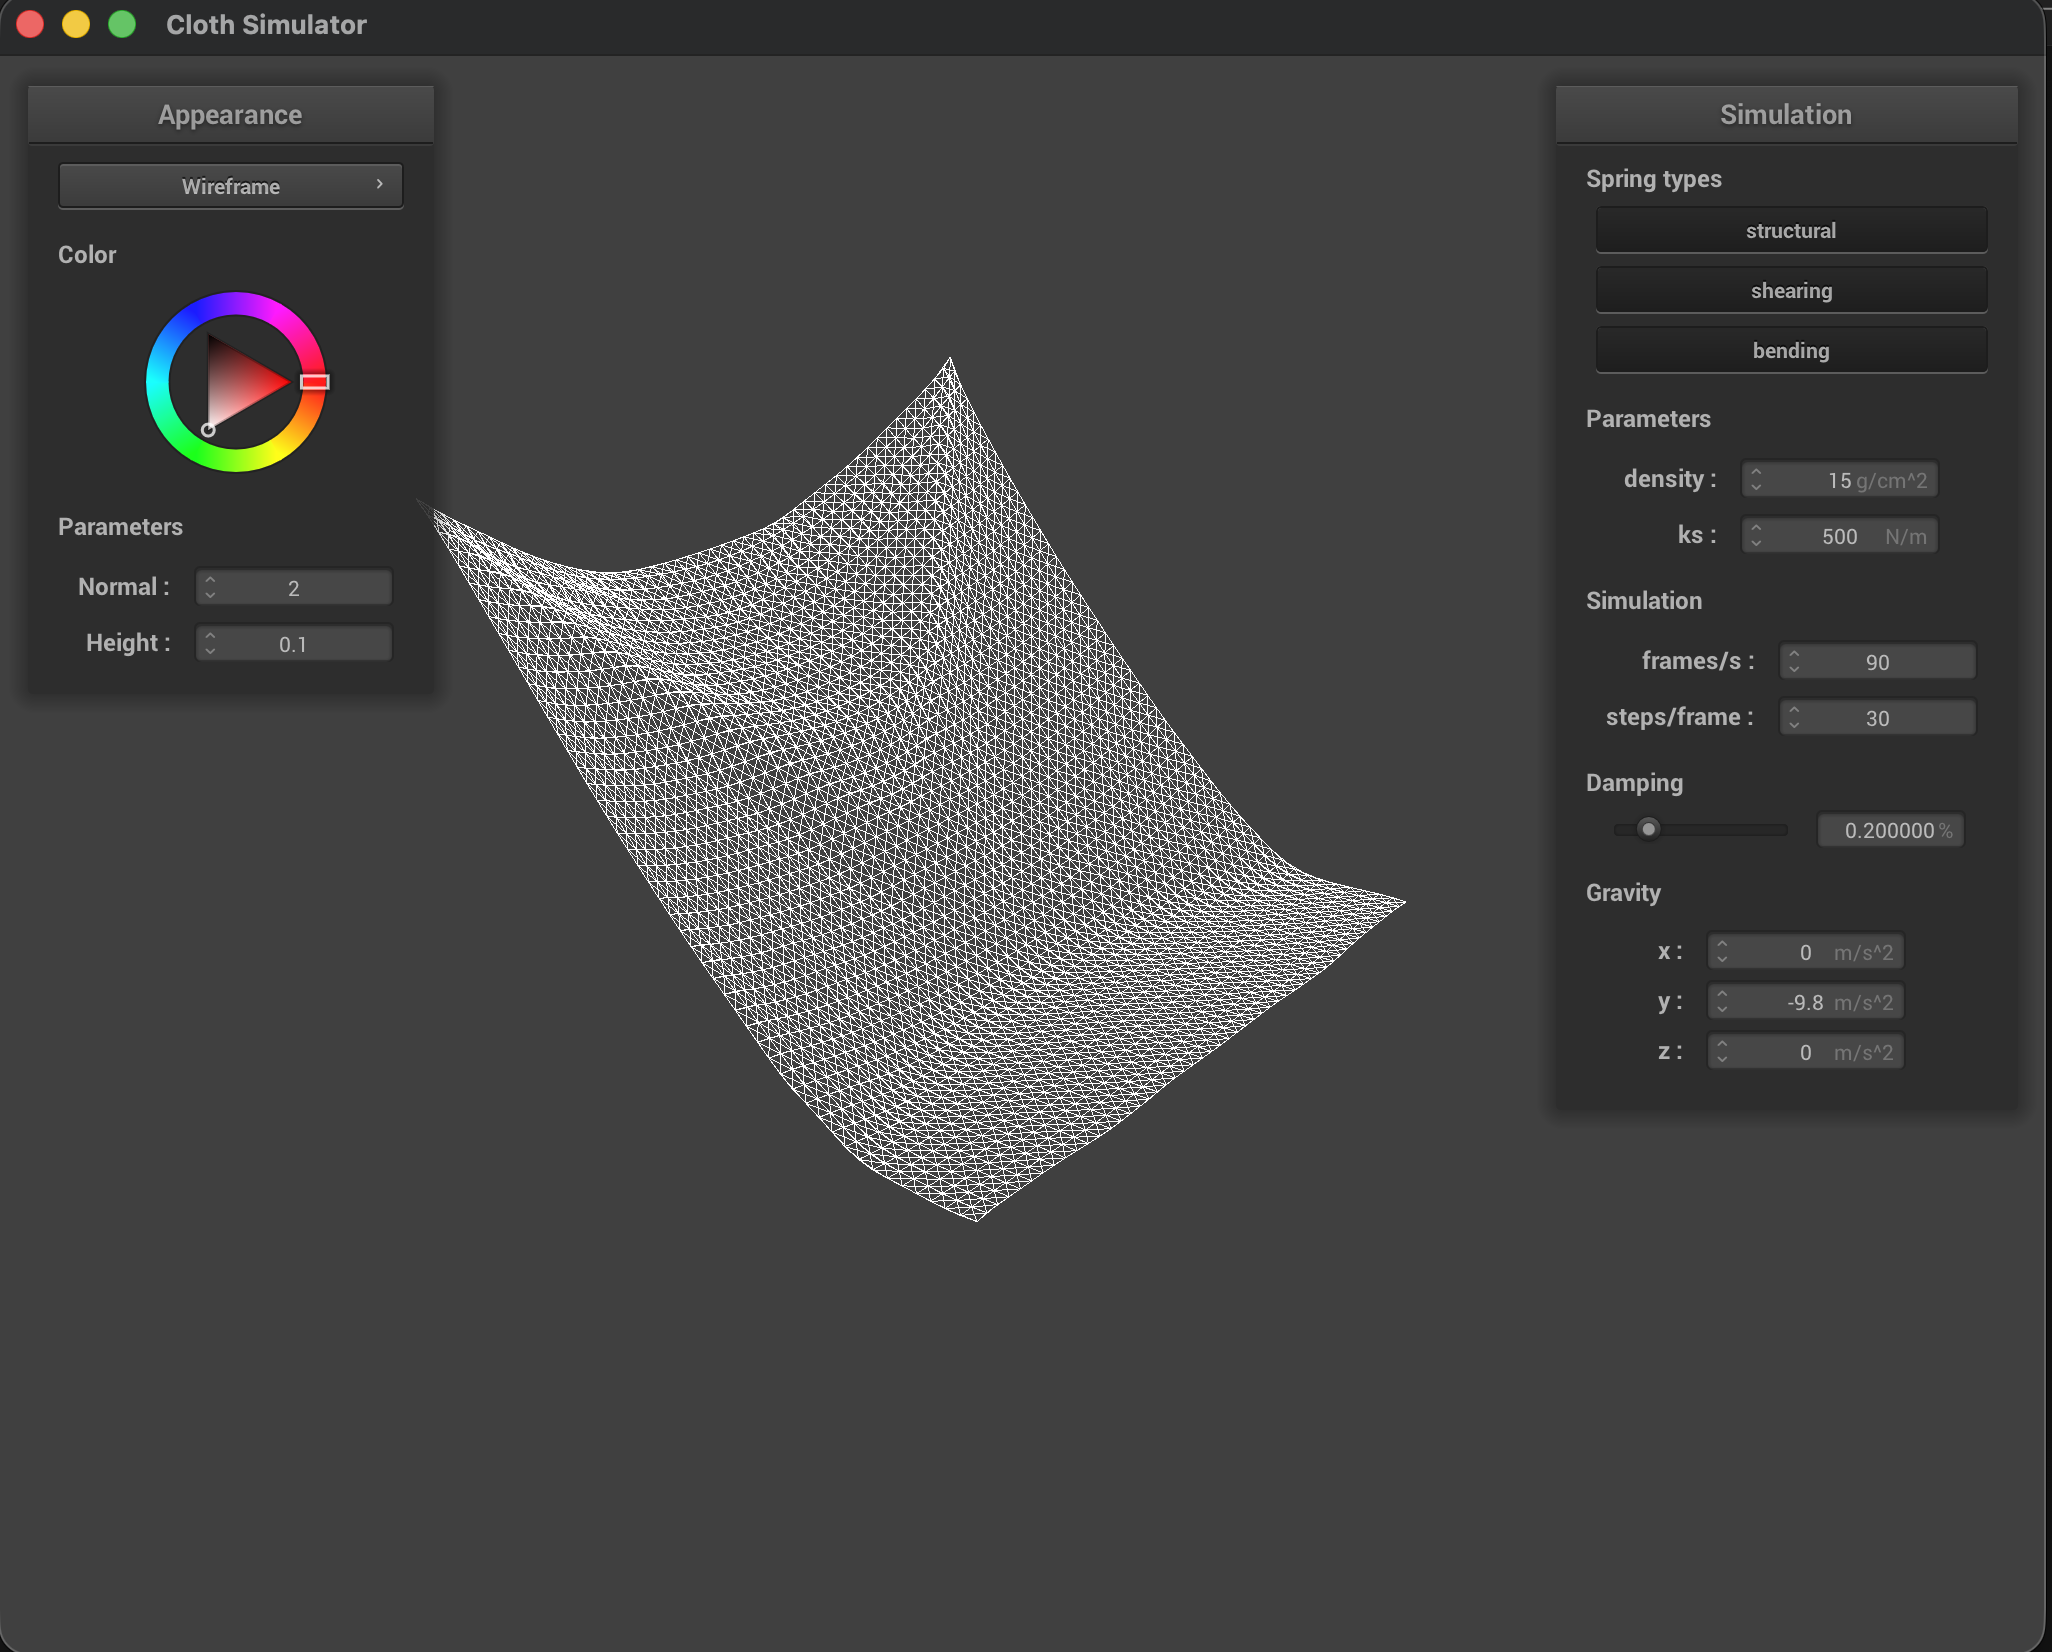 Cloth Simulator
Appearance
Wireframe
Color
Parameters
Normal : 2
Height : 0.1
Simulation
Spring types
structural
shearing
bending
Parameters
density : 15 g/cm^2
ks : 500 N/m
Simulation
frames/s : 90
steps/frame : 30
Damping
0.200000 %
Gravity
x : 0 m/s^2
y : -9.8 m/s^2
z : 0 m/s^2